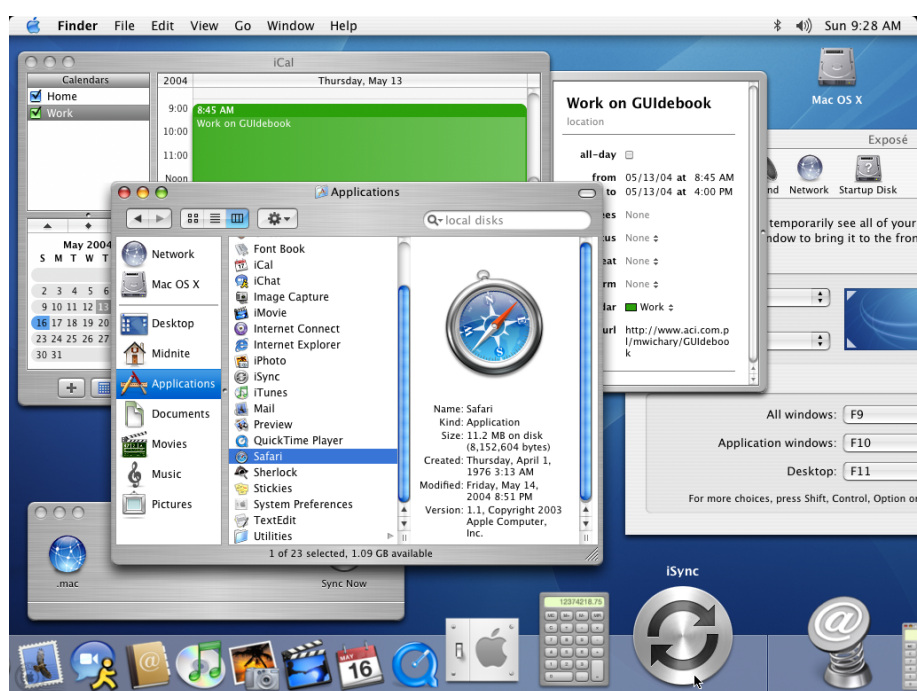 Finder File Edit View Go Window Help
Sun 9:28 AM
Mac OS X
iCal
Calendars
Home
Work
2004
Thursday, May 13
9:00
10:00
11:00
Noon
8:45 AM
Work on GUIdebook
May 2004
S M T W T
2 3 4 5 6
9 10 11 12 13
16 17 18 19 20
23 24 25 26 27
30 31
Work on GUIdebook
location
all-day
from 05/13/04 at 8:45 AM
to 05/13/04 at 4:00 PM
ees None
tus None
eat None
rm None
dar Work
url http://www.aci.com.p
l/mwichary/GUIdeboo
k
Exposé
nd Network Startup Disk
temporarily see all of your
ndow to bring it to the fron
All windows: F9
Application windows: F10
Desktop: F11
For more choices, press Shift, Control, Option o
Applications
local disks
Network
Mac OS X
Desktop
Midnite
Applications
Documents
Movies
Music
Pictures
Font Book
iCal
iChat
Image Capture
iMovie
Internet Connect
Internet Explorer
iPhoto
iSync
iTunes
Mail
Preview
QuickTime Player
Safari
Sherlock
Stickies
System Preferences
TextEdit
Utilities
Name: Safari
Kind: Application
Size: 11.2 MB on disk
(8,152,604 bytes)
Created: Thursday, April 1,
1976 3:13 AM
Modified: Friday, May 14,
2004 8:51 PM
Version: 1.1, Copyright 2003
Apple Computer,
Inc.
1 of 23 selected, 1.09 GB available
.mac
Sync Now
iSync
12374218.75
MAY
16